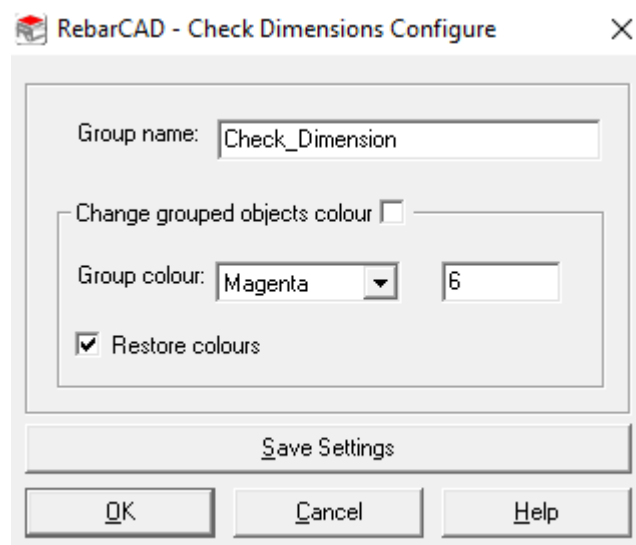 RebarCAD - Check Dimensions Configure
Group name: Check_Dimension
Change grouped objects colour
Group colour: Magenta 6
Restore colours
Save Settings
OK Cancel Help